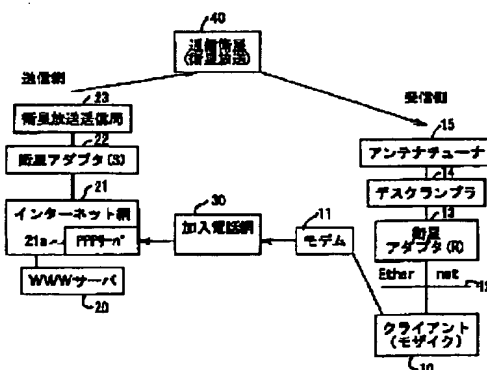 40
通信衛星
(衛星放送)
送信側
23
衛星放送送信局
22
衛星アダプタ(S)
21
インターネット網
21a
PPPサーバ
WWWサーバ
20
30
加入電話網
11
モデム
受信側
15
アンテナチューナ
14
デスクランブラ
13
衛星
アダプタ(R)
Ether net
12
クライアント
(モザイク)
10